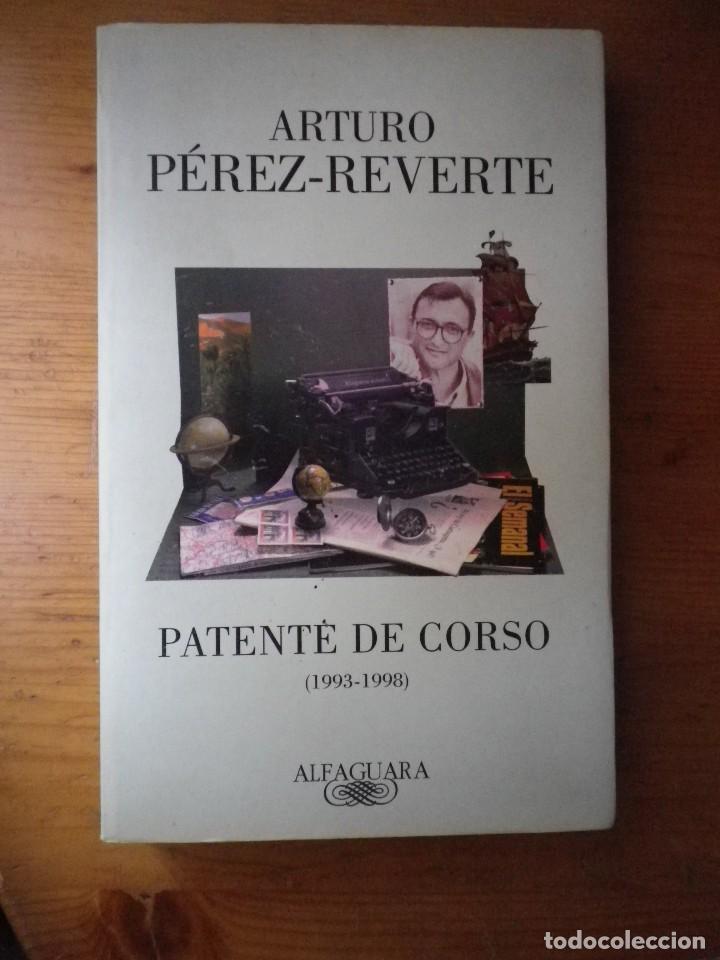 ARTURO
PÉREZ-REVERTE
El Semanal
PATENTE DE CORSO
(1993-1998)
ALFAGUARA
todocoleccion